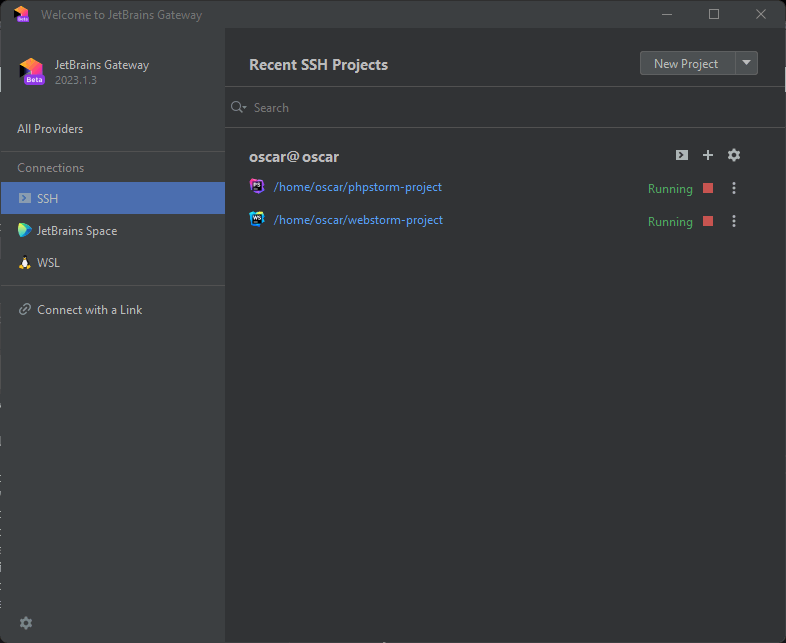 Welcome to JetBrains Gateway
JetBrains Gateway
2023.1.3
Beta
All Providers
Connections
SSH
JetBrains Space
WSL
Connect with a Link
Recent SSH Projects
New Project
Search
oscar@oscar
PS /home/oscar/phpstorm-project Running
WS /home/oscar/webstorm-project Running